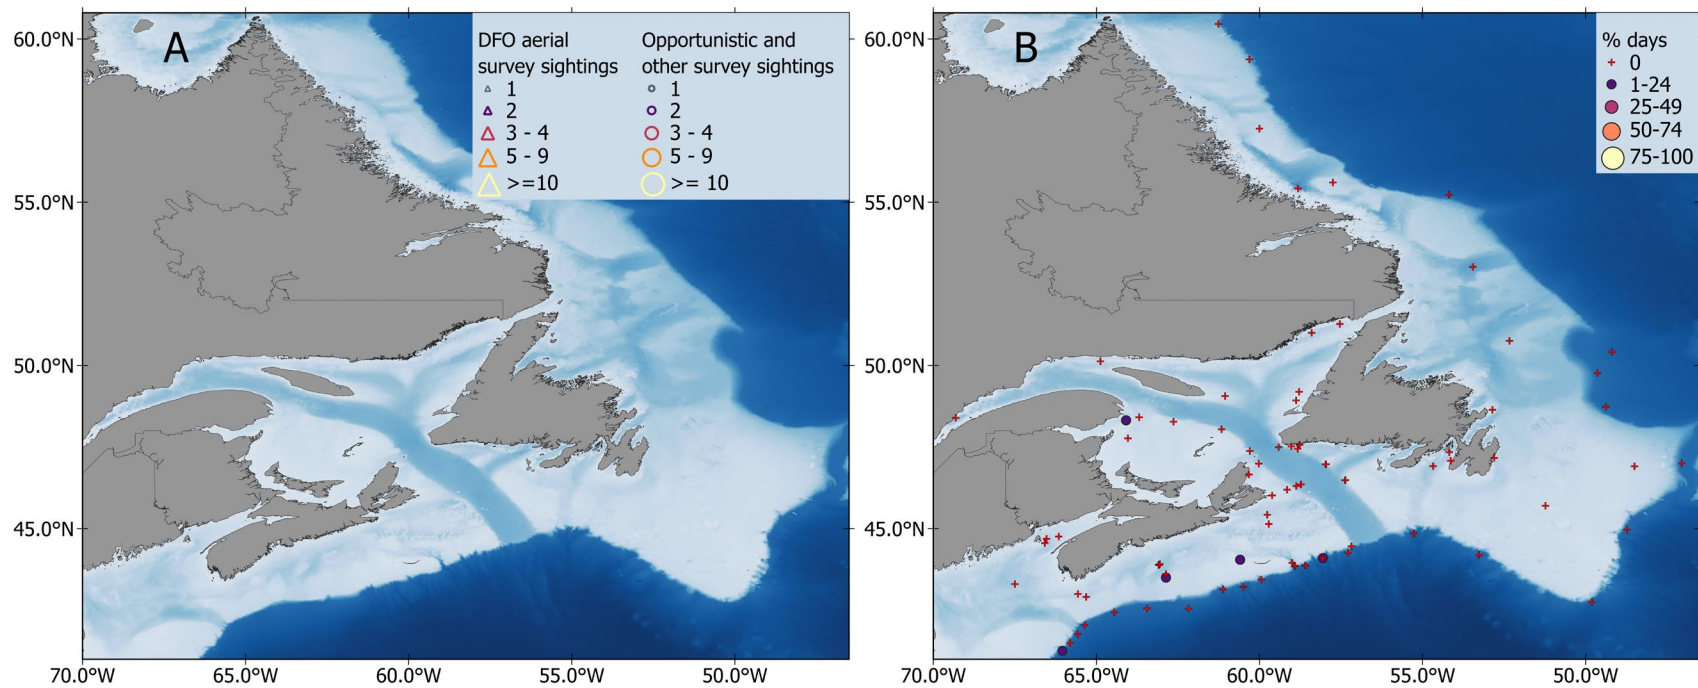 A
DFO aerial
survey sightings
1
2
3 - 4
5 - 9
>=10
Opportunistic and
other survey sightings
1
2
3 - 4
5 - 9
>= 10
60.0°N
55.0°N
50.0°N
45.0°N
70.0°W
65.0°W
60.0°W
55.0°W
50.0°W
B
% days
0
1-24
25-49
50-74
75-100
60.0°N
55.0°N
50.0°N
45.0°N
70.0°W
65.0°W
60.0°W
55.0°W
50.0°W